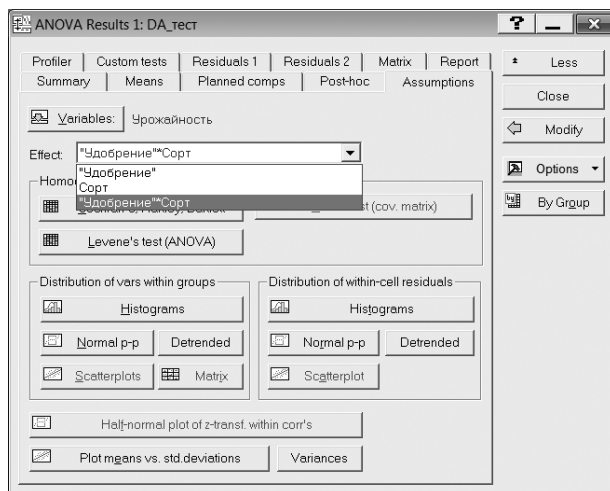 ANOVA Results 1: DA_тест
Profiler Custom tests Residuals 1 Residuals 2 Matrix Report
Summary Means Planned comps Post-hoc Assumptions
Variables: Урожайность
Effect: "Удобрение"*Сорт
"Удобрение"
Сорт
"Удобрение"*Сорт
(cov. matrix)
Levene's test (ANOVA)
Distribution of vars within groups
Histograms
Normal p-p Detrended
Scatterplots Matrix
Distribution of within-cell residuals
Histograms
Normal p-p Detrended
Scatterplot
Half-normal plot of z-transf. within corr's
Plot means vs. std.deviations Variances
Less
Close
Modify
Options
By Group